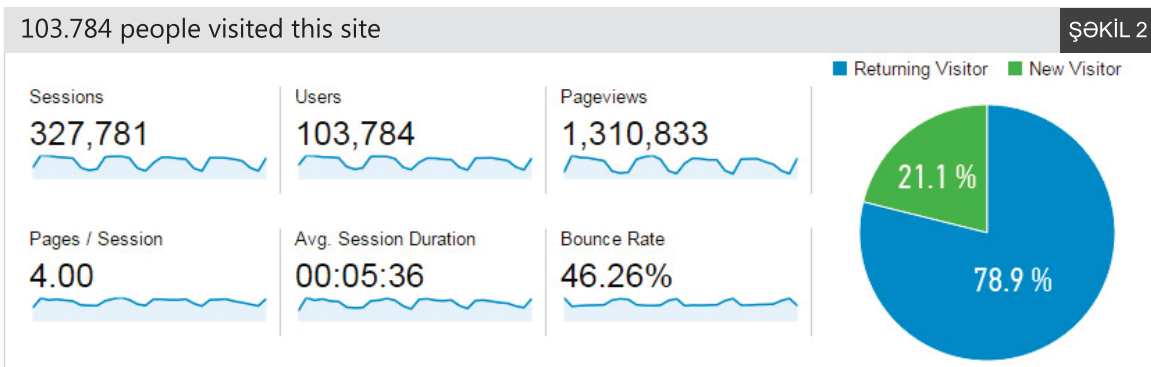 103.784 people visited this site
ŞƏKİL 2
Returning Visitor
New Visitor
Sessions
327,781
Users
103,784
Pageviews
1,310,833
Pages / Session
4.00
Avg. Session Duration
00:05:36
Bounce Rate
46.26%
21.1 %
78.9 %